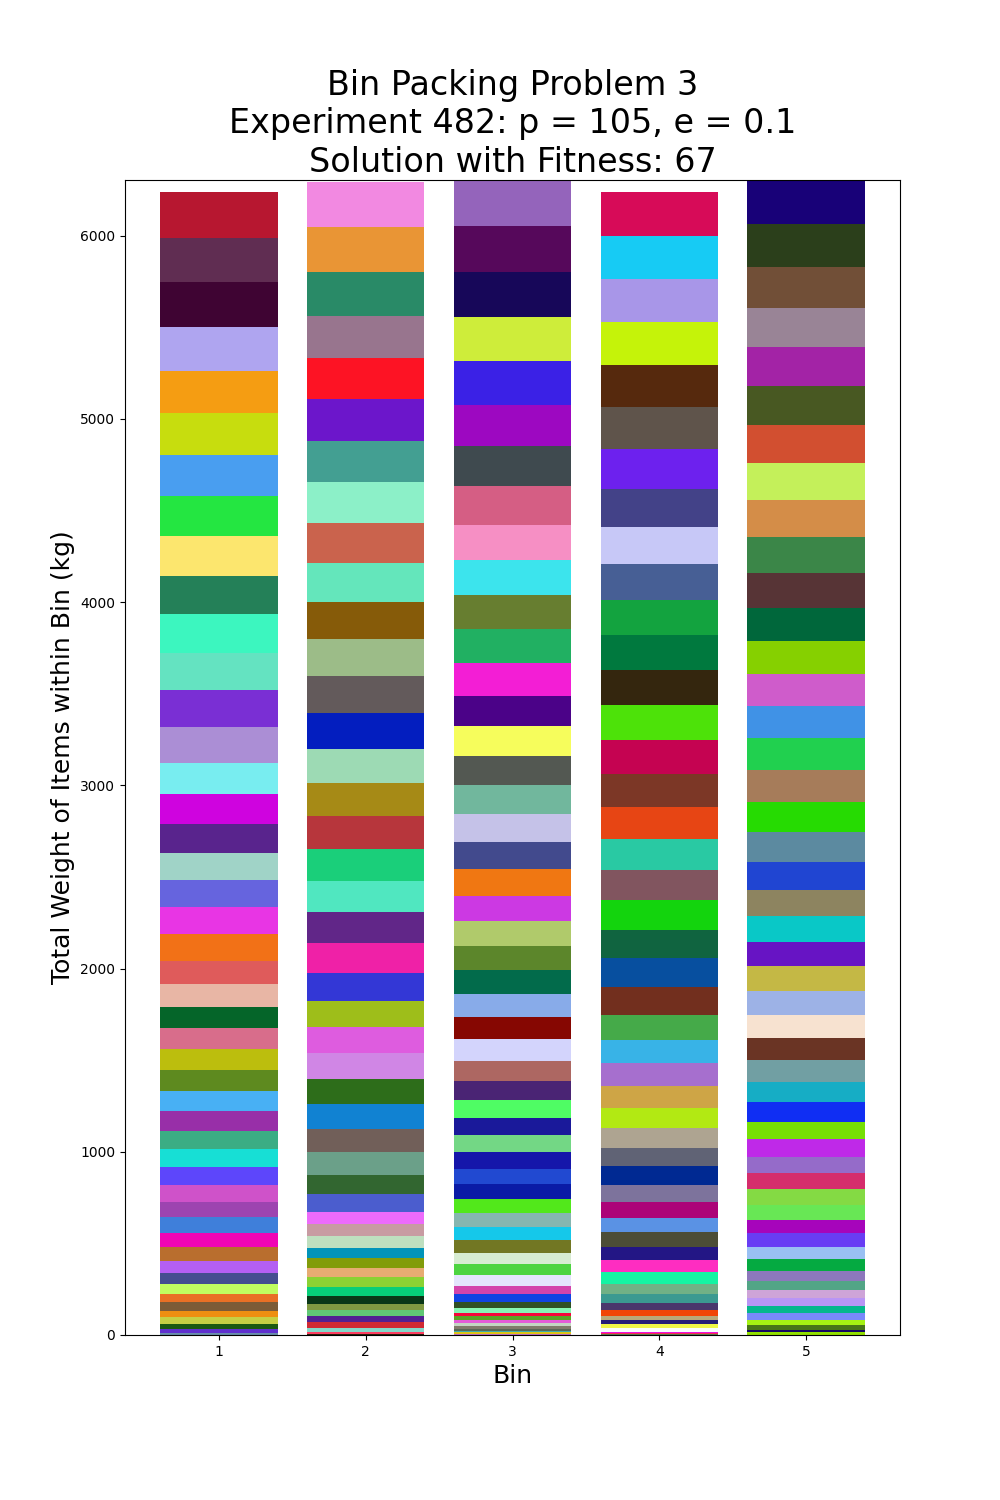 Bin Packing Problem 3
Experiment 482: p = 105, e = 0.1
Solution with Fitness: 67
Total Weight of Items within Bin (kg)
6000
5000
4000
3000
2000
1000
0
1 2 3 4 5
Bin